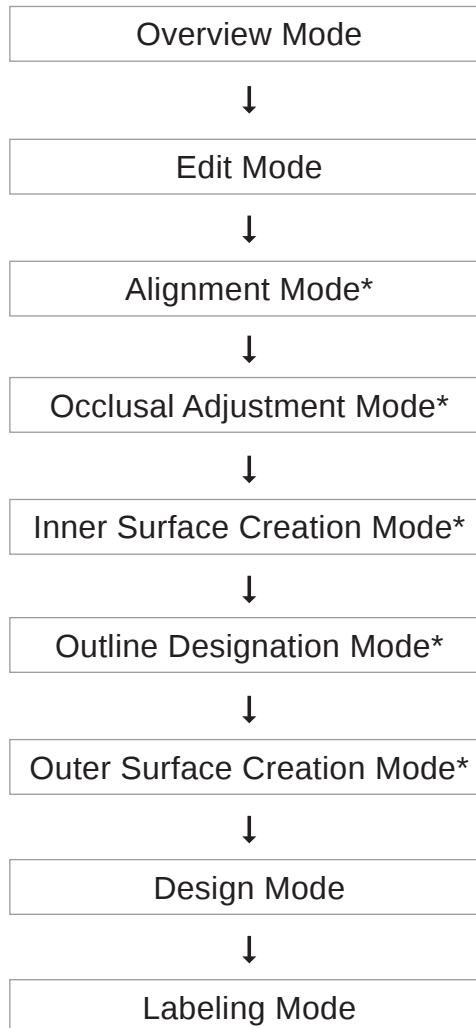 Overview Mode
Edit Mode
Alignment Mode*
Occlusal Adjustment Mode*
Inner Surface Creation Mode*
Outline Designation Mode*
Outer Surface Creation Mode*
Design Mode
Labeling Mode